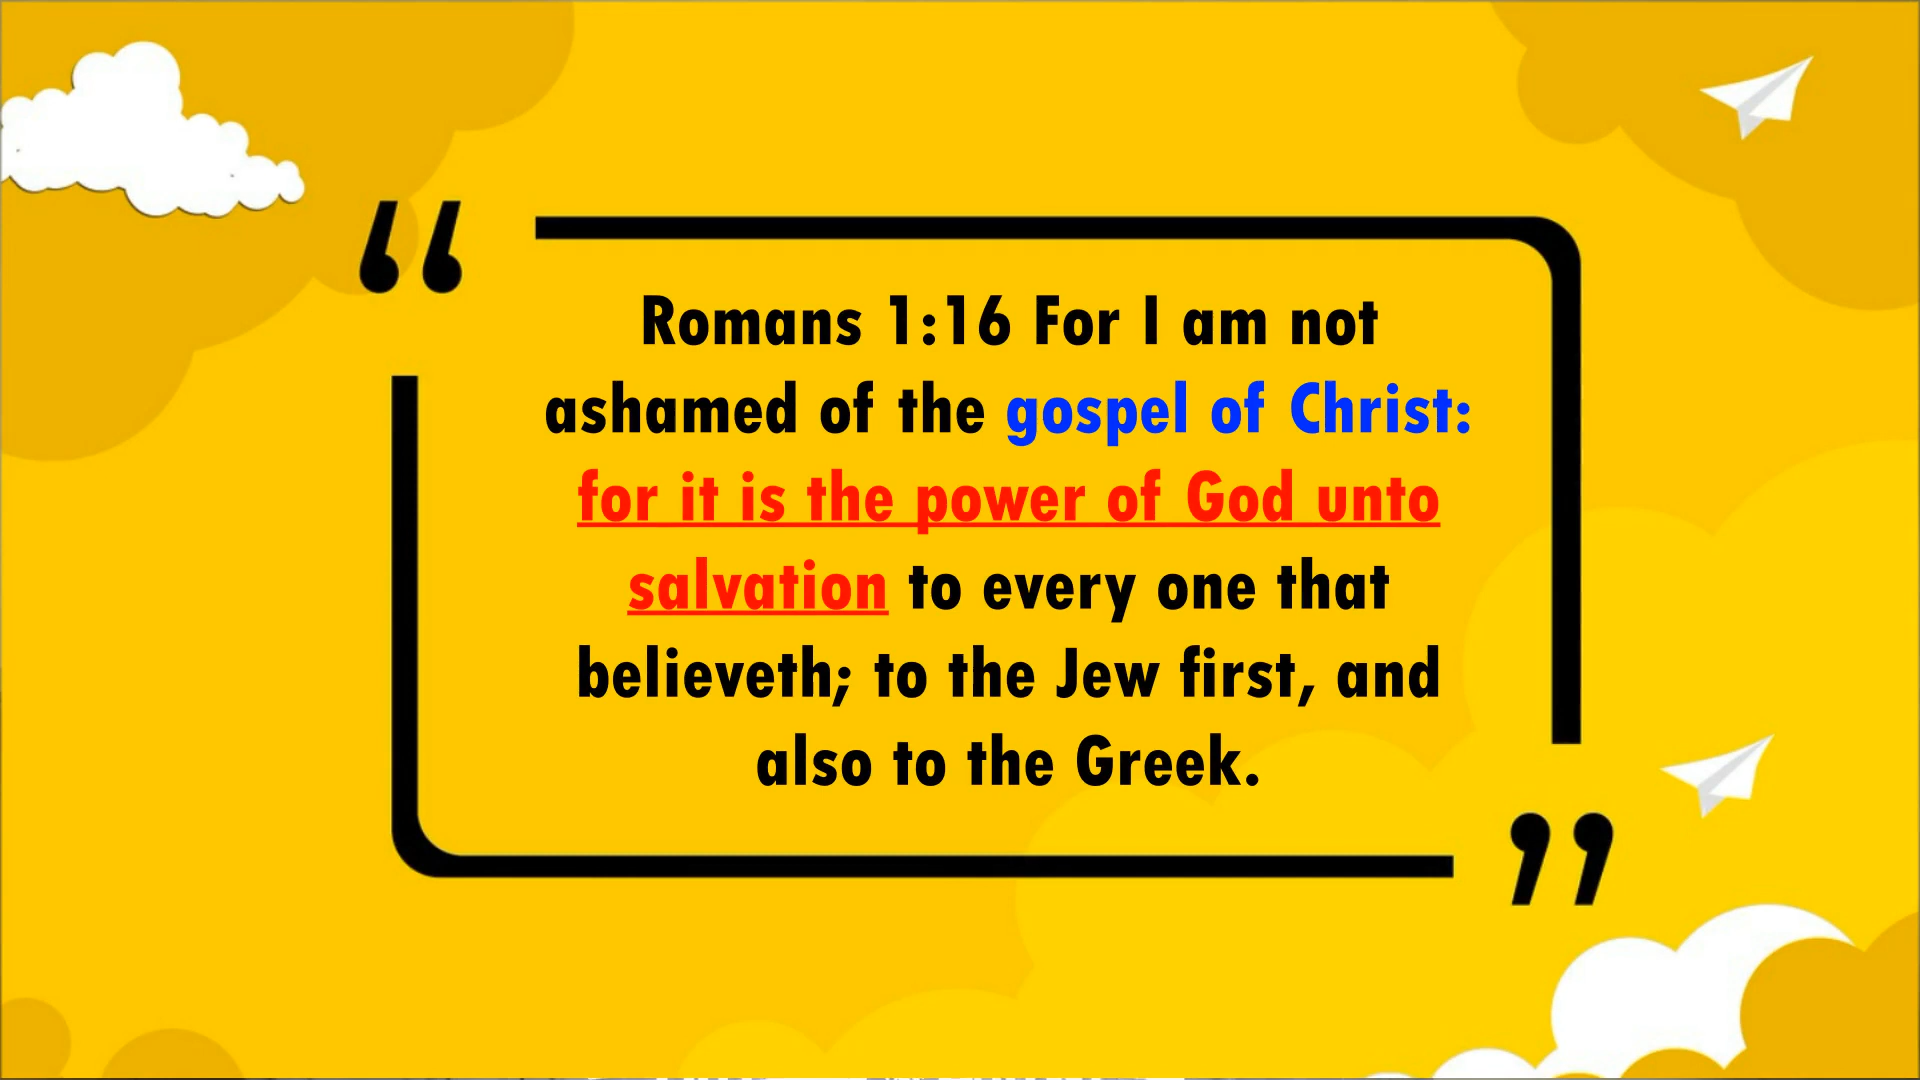 “
Romans 1:16 For I am not
ashamed of the gospel of Christ:
for it is the power of God unto
salvation to every one that
believeth; to the Jew first, and
also to the Greek.
”